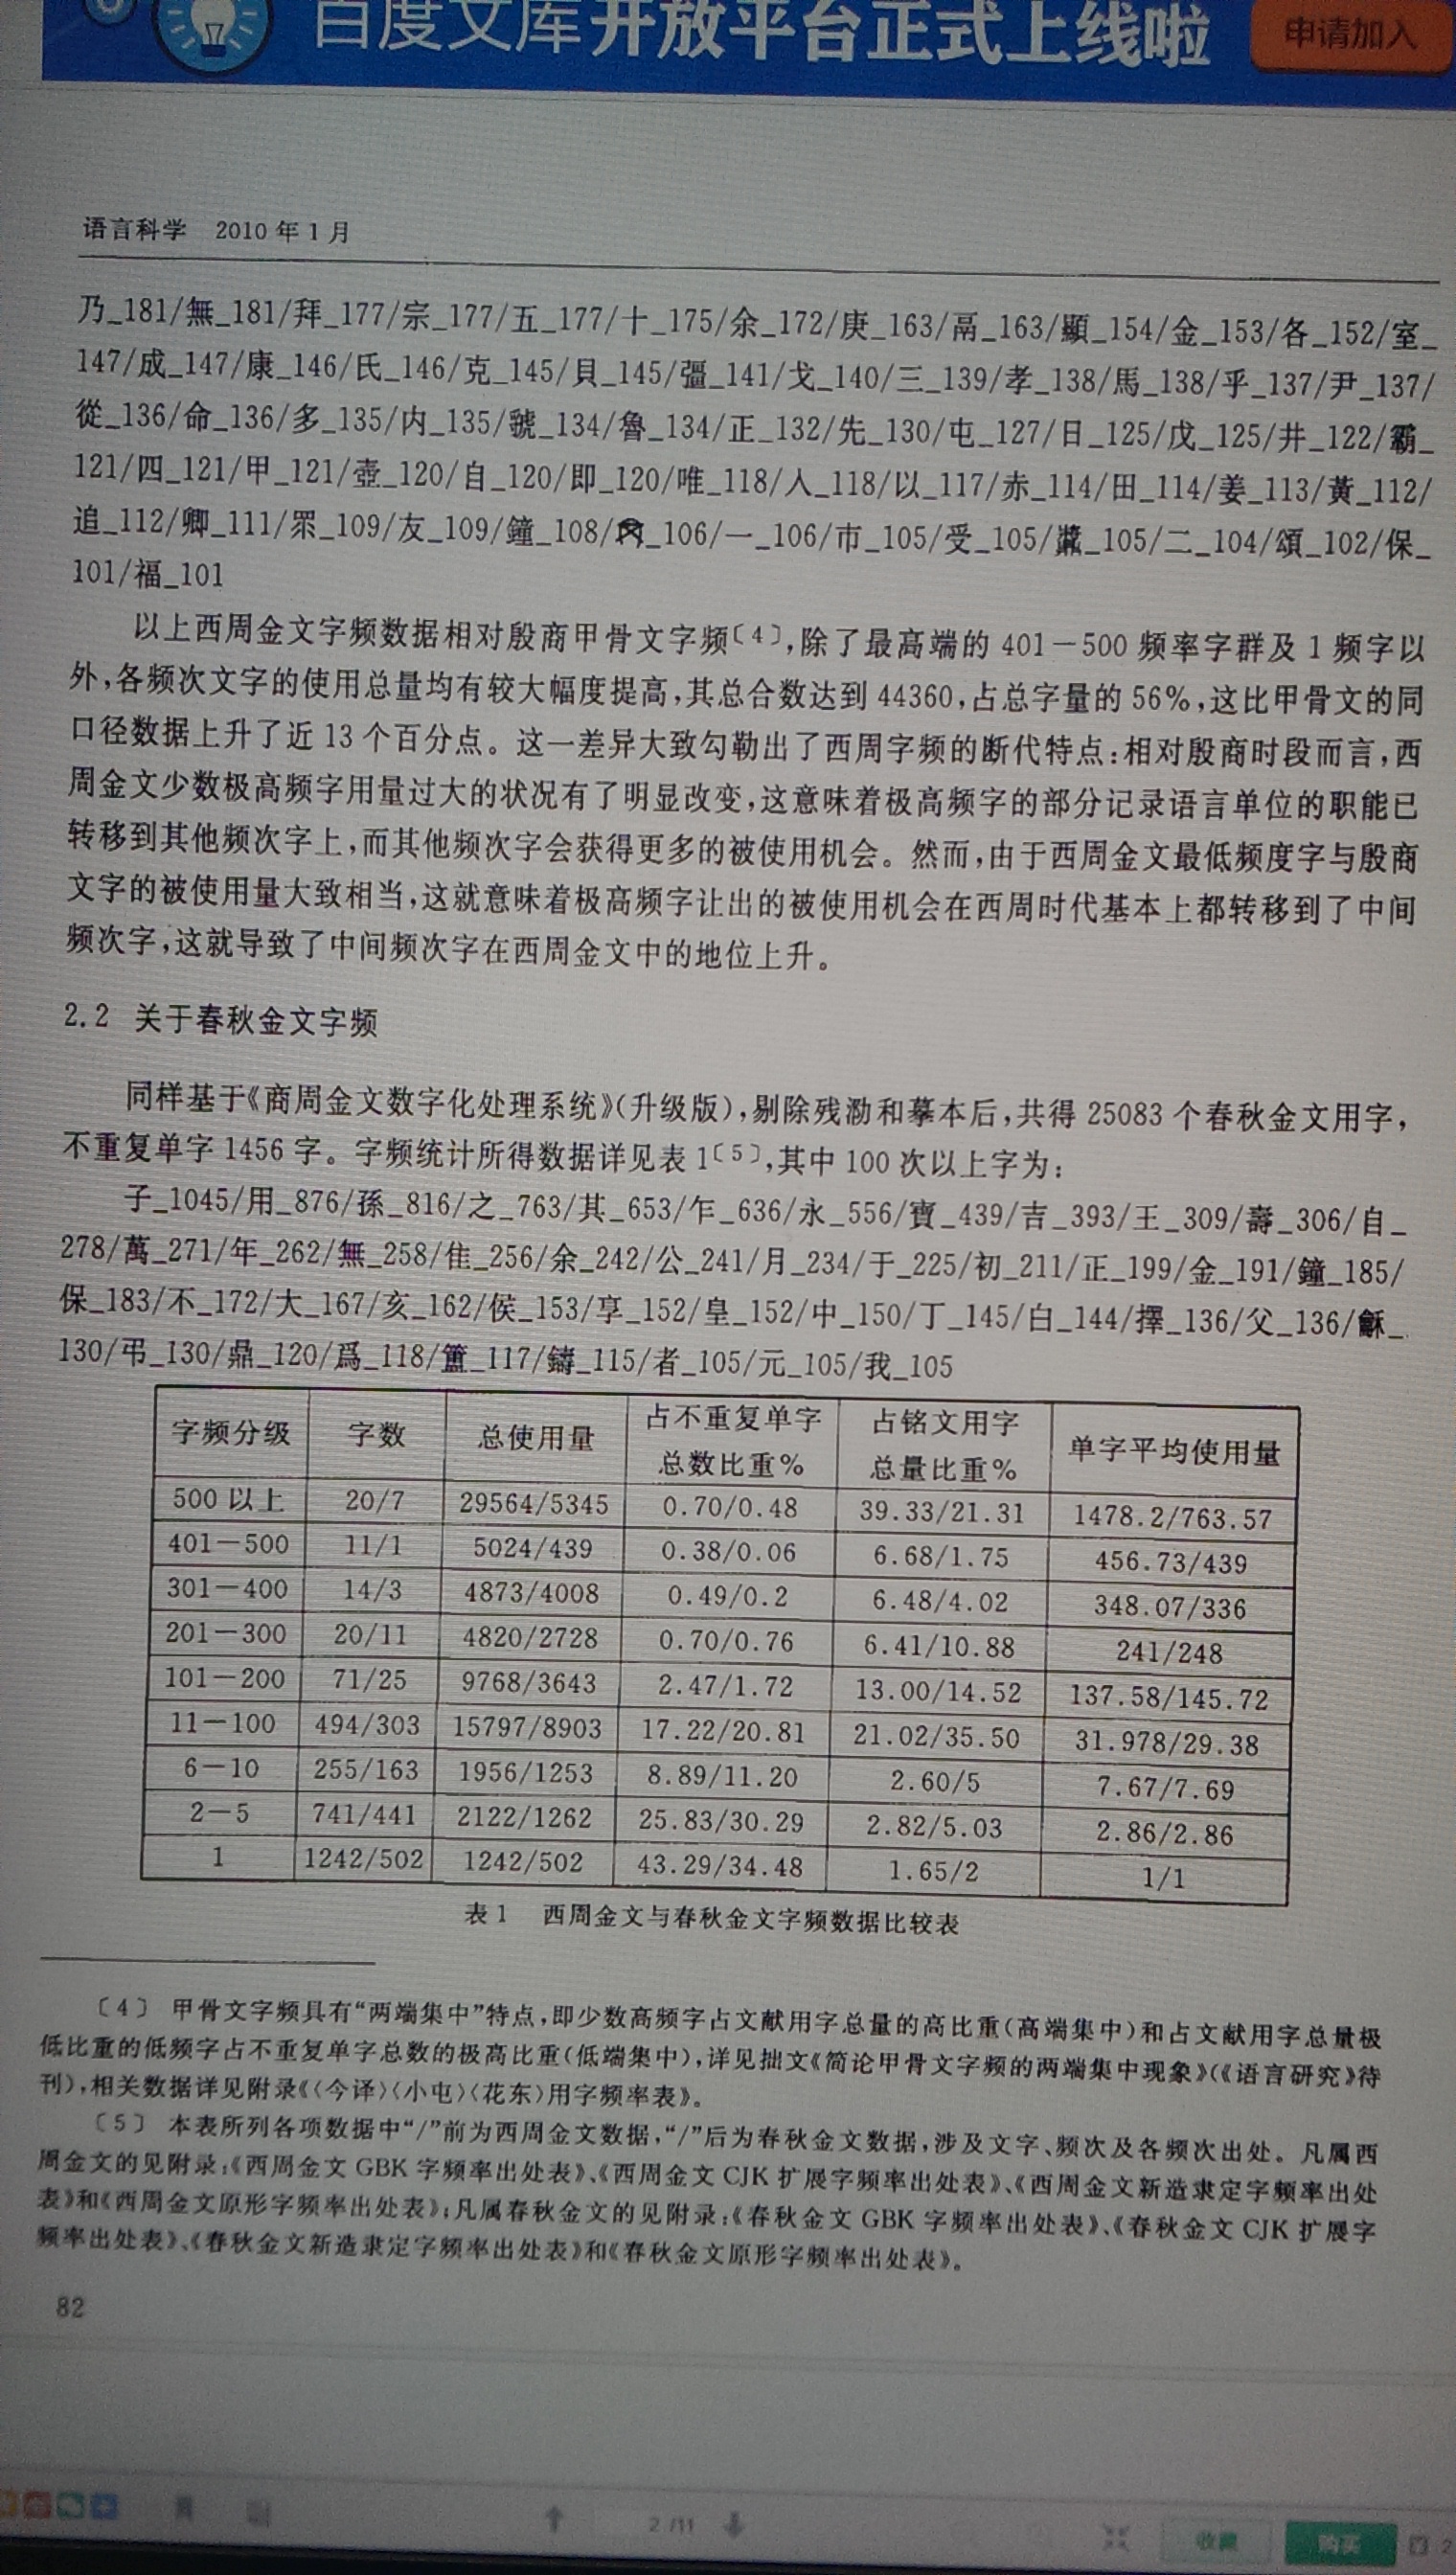 百度文库开放平台正式上线啦 申请加入
语言科学 2010年1月
乃_181/無_181/拜_177/宗_177/五_177/十_175/余_172/庚_163/鬲_163/顯_154/金_153/各_152/室_
147/成_147/康_146/氏_146/克_145/貝_145/彊_141/戈_140/三_139/孝_138/馬_138/乎_137/尹_137/
從_136/命_136/多_135/内_135/虢_134/魯_134/正_132/先_130/屯_127/日_125/戊_125/井_122/霸_
121/四_121/甲_121/壺_120/自_120/即_120/唯_118/人_118/以_117/赤_114/田_114/姜_113/黃_112/
追_112/卿_111/眔_109/友_109/鐘_108/_106/一_106/市_105/受_105/_105/二_104/頌_102/保_
101/福_101
以上西周金文字频数据相对殷商甲骨文字频〔4〕,除了最高端的401－500频率字群及1频字以
外,各频次文字的使用总量均有较大幅度提高,其总合数达到44360,占总字量的56%,这比甲骨文的同
口径数据上升了近13个百分点。这一差异大致勾勒出了西周字频的断代特点:相对殷商时段而言,西
周金文少数极高频字用量过大的状况有了明显改变,这意味着极高频字的部分记录语言单位的职能已
转移到其他频次字上,而其他频次字会获得更多的被使用机会。然而,由于西周金文最低频度字与殷商
文字的被使用量大致相当,这就意味着极高频字让出的被使用机会在西周时代基本上都转移到了中间
频次字,这就导致了中间频次字在西周金文中的地位上升。
2.2 关于春秋金文字频
同样基于《商周金文数字化处理系统》(升级版),剔除残泐和摹本后,共得25083个春秋金文用字,
不重复单字1456字。字频统计所得数据详见表1〔5〕,其中100次以上字为:
子_1045/用_876/孫_816/之_763/其_653/乍_636/永_556/寶_439/吉_393/王_309/壽_306/自_
278/萬_271/年_262/無_258/隹_256/余_242/公_241/月_234/于_225/初_211/正_199/金_191/鐘_185/
保_183/不_172/大_167/亥_162/侯_153/享_152/皇_152/中_150/丁_145/白_144/擇_136/父_136/龢_
130/弔_130/鼎_120/爲_118/簠_117/鑄_115/者_105/元_105/我_105
字频分级 字数 总使用量 占不重复单字总数比重% 占铭文用字总量比重% 单字平均使用量
500以上 20/7 29564/5345 0.70/0.48 39.33/21.31 1478.2/763.57
401－500 11/1 5024/439 0.38/0.06 6.68/1.75 456.73/439
301－400 14/3 4873/4008 0.49/0.2 6.48/4.02 348.07/336
201－300 20/11 4820/2728 0.70/0.76 6.41/10.88 241/248
101－200 71/25 9768/3643 2.47/1.72 13.00/14.52 137.58/145.72
11－100 494/303 15797/8903 17.22/20.81 21.02/35.50 31.978/29.38
6－10 255/163 1956/1253 8.89/11.20 2.60/5 7.67/7.69
2－5 741/441 2122/1262 25.83/30.29 2.82/5.03 2.86/2.86
1 1242/502 1242/502 43.29/34.48 1.65/2 1/1
表1 西周金文与春秋金文字频数据比较表
〔4〕 甲骨文字频具有“两端集中”特点,即少数高频字占文献用字总量的高比重(高端集中)和占文献用字总量极
低比重的低频字占不重复单字总数的极高比重(低端集中),详见拙文《简论甲骨文字频的两端集中现象》(《语言研究》待
刊),相关数据详见附录《〈今译〉〈小屯〉〈花东〉用字频率表》。
〔5〕 本表所列各项数据中“/”前为西周金文数据,“/”后为春秋金文数据,涉及文字、频次及各频次出处。凡属西
周金文的见附录:《西周金文GBK字频率出处表》、《西周金文CJK扩展字频率出处表》、《西周金文新造隶定字频率出处
表》和《西周金文原形字频率出处表》;凡属春秋金文的见附录:《春秋金文GBK字频率出处表》、《春秋金文CJK扩展字
频率出处表》、《春秋金文新造隶定字频率出处表》和《春秋金文原形字频率出处表》。
82
2 /11 收藏 购买